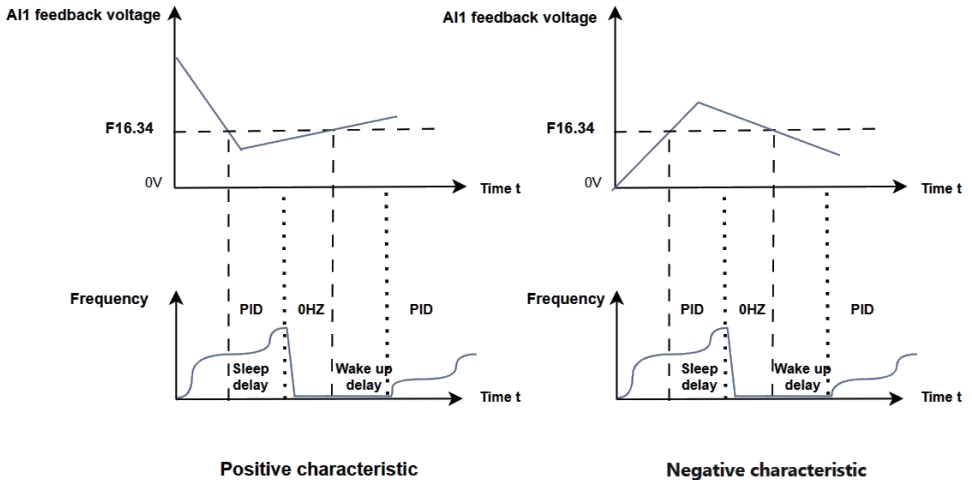 AI1 feedback voltage
F16.34
0V
Time t
Frequency
PID
0HZ
PID
Sleep
delay
Wake up
delay
Time t
Positive characteristic
AI1 feedback voltage
F16.34
0V
Time t
Frequency
PID
0HZ
PID
Sleep
delay
Wake up
delay
Time t
Negative characteristic